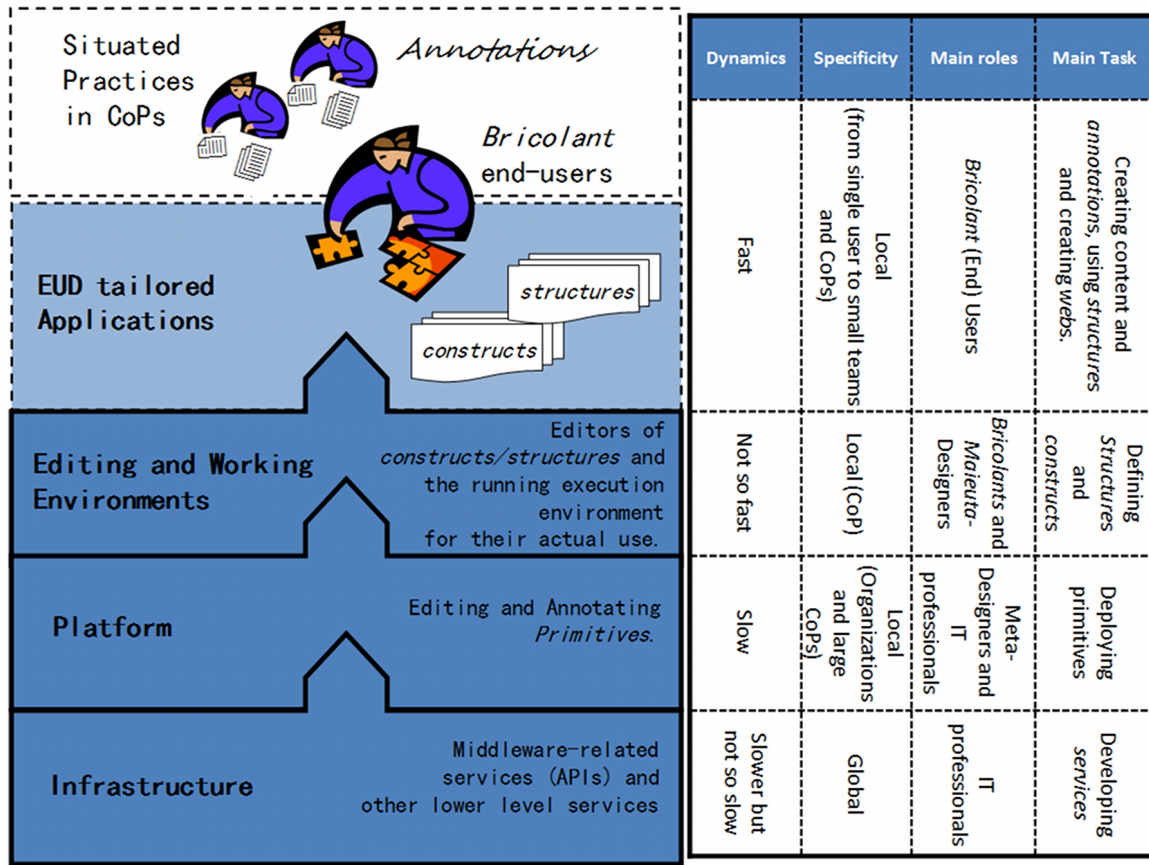 Situated
Practices
in CoPs
Annotations
Bricolant
end-users
EUD tailored
Applications
structures
constructs
Editing and Working
Environments
Editors of
constructs/structures and
the running execution
environment
for their actual use.
Platform
Editing and Annotating
Primitives.
Infrastructure
Middleware-related
services (APIs) and
other lower level services
Dynamics
Specificity
Main roles
Main Task
Fast
Local
(from single user to small teams
and CoPs)
Bricolant (End) Users
Creating content and
annotations, using structures
and creating webs.
Not so fast
Local (CoP)
Bricolants and
Maieuta-
Designers
Defining
Structures
and
constructs
Slow
Local
(Organizations
and large
CoPs)
Meta-
Designers and
IT
professionals
Deploying
primitives
Slower but
not so slow
Global
IT
professionals
Developing
services